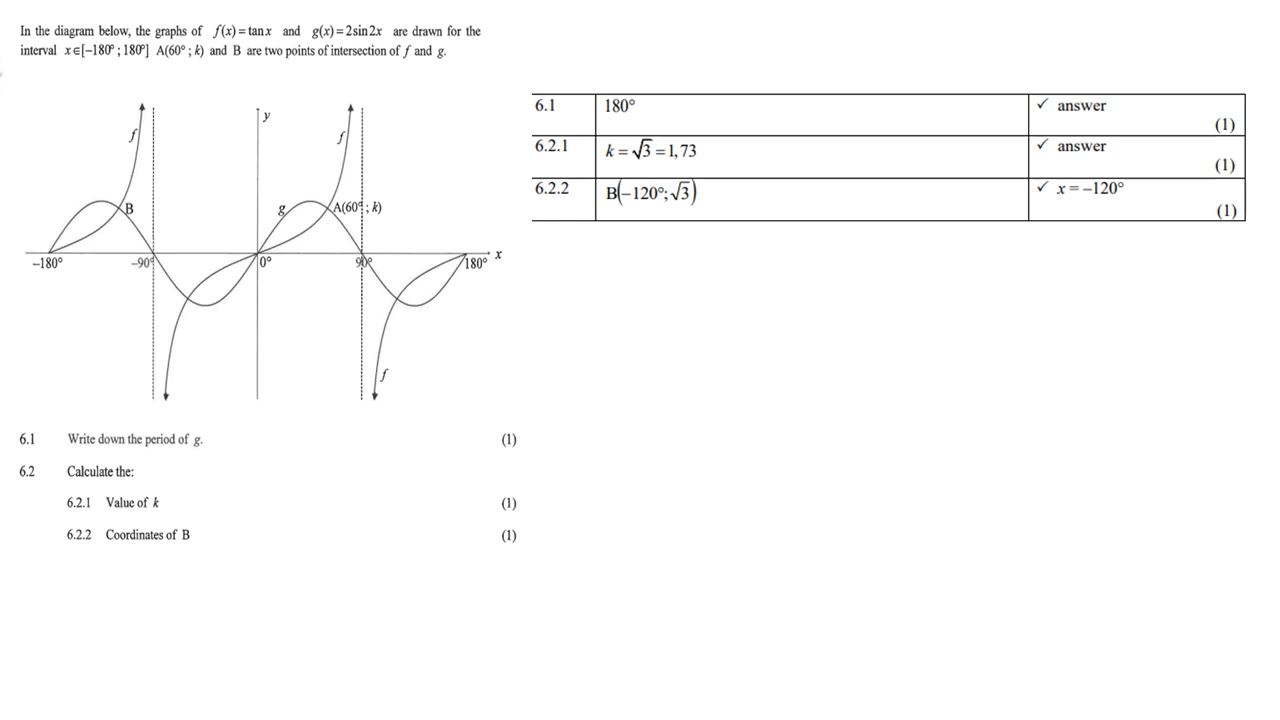 In the diagram below, the graphs of f(x)=tan x and g(x)=2sin 2x are drawn for the
interval x∈[−180°; 180°] A(60°; k) and B are two points of intersection of f and g.
y
f
f
B
g
A(60°; k)
x
−180°
−90°
0°
90°
180°
f
6.1 Write down the period of g. (1)
6.2 Calculate the:
6.2.1 Value of k (1)
6.2.2 Coordinates of B (1)
6.1 180° ✓ answer
(1)
6.2.1 k = √3 = 1,73 ✓ answer
(1)
6.2.2 B(−120°; √3) ✓ x = −120°
(1)